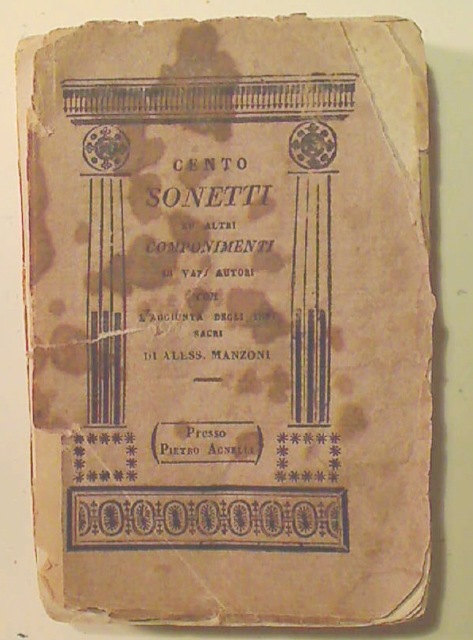 CENTO
SONETTI
ED ALTRI
COMPONIMENTI
DI VARJ AUTORI
CON
L'AGGIUNTA DEGLI INNI
SACRI
DI ALESS. MANZONI
Presso
PIETRO AGNELLI